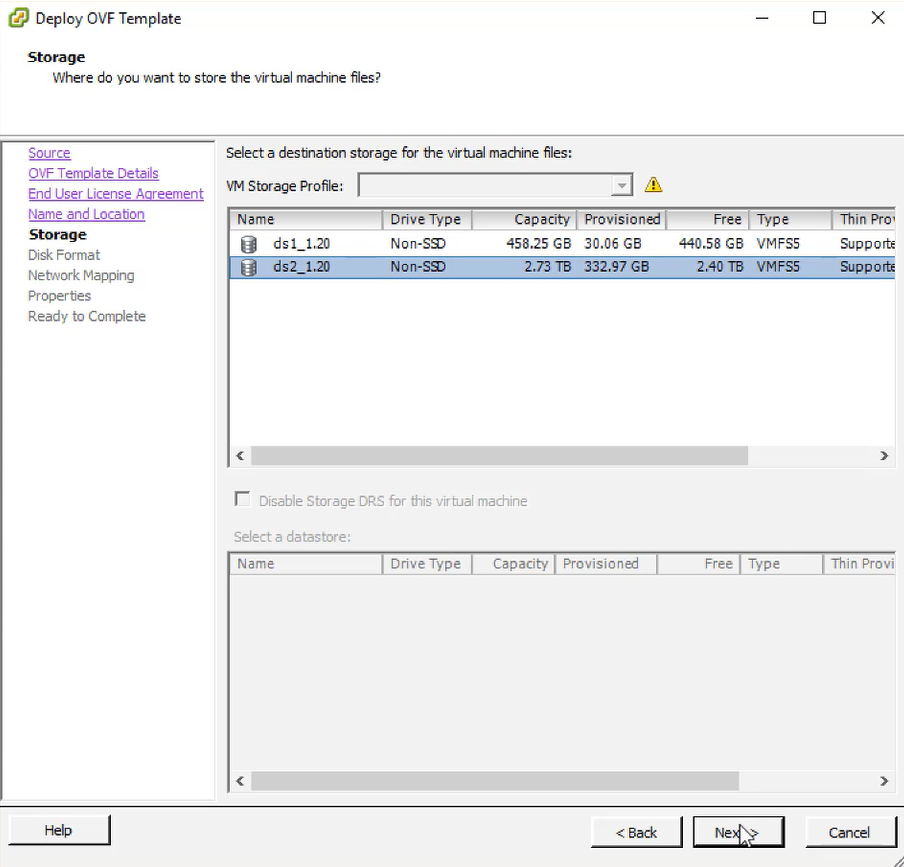 Deploy OVF Template
Storage
Where do you want to store the virtual machine files?
Source
OVF Template Details
End User License Agreement
Name and Location
Storage
Disk Format
Network Mapping
Properties
Ready to Complete
Select a destination storage for the virtual machine files:
VM Storage Profile:
Name Drive Type Capacity Provisioned Free Type Thin Pro
ds1_1.20 Non-SSD 458.25 GB 30.06 GB 440.58 GB VMFS5 Supporte
ds2_1.20 Non-SSD 2.73 TB 332.97 GB 2.40 TB VMFS5 Supporte
Disable Storage DRS for this virtual machine
Select a datastore:
Name Drive Type Capacity Provisioned Free Type Thin Provi
Help
< Back
Next >
Cancel